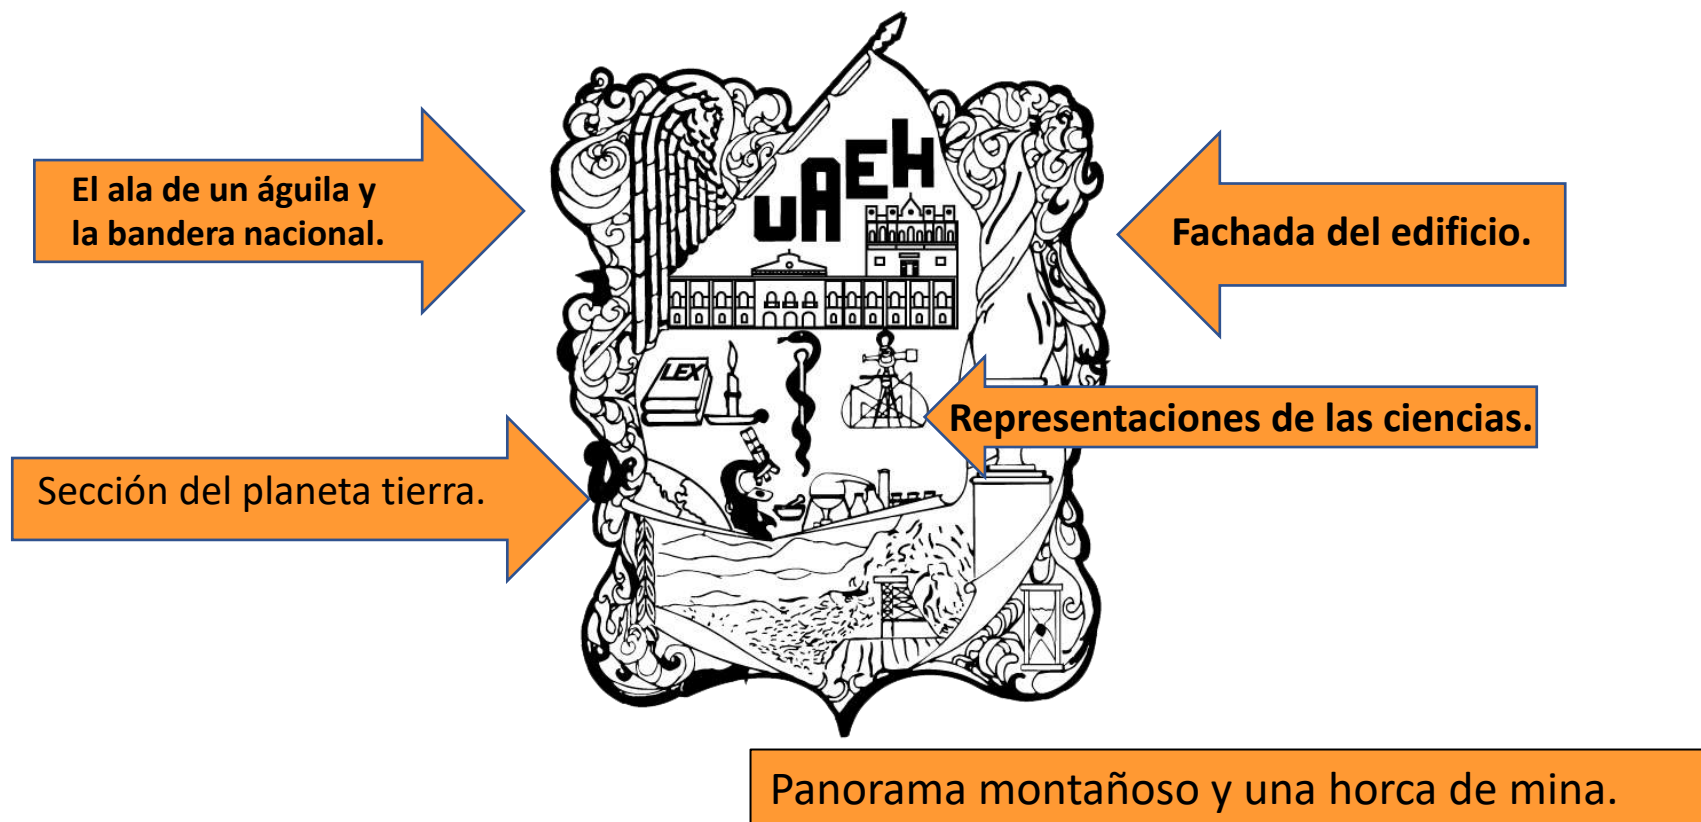 UAEH
El ala de un águila y
la bandera nacional.
Fachada del edificio.
LEX
Representaciones de las ciencias.
Sección del planeta tierra.
Panorama montañoso y una horca de mina.